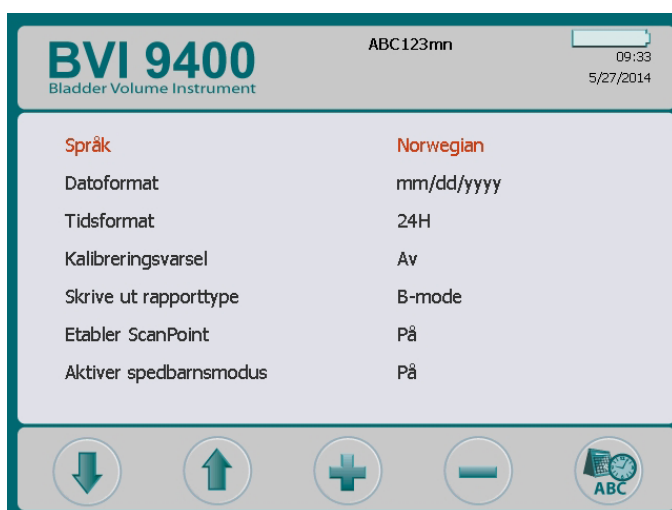 BVI 9400
Bladder Volume Instrument
ABC123mn
09:33
5/27/2014
Språk Norwegian
Datoformat mm/dd/yyyy
Tidsformat 24H
Kalibreringsvarsel Av
Skrive ut rapporttype B-mode
Etabler ScanPoint På
Aktiver spedbarnsmodus På
ABC